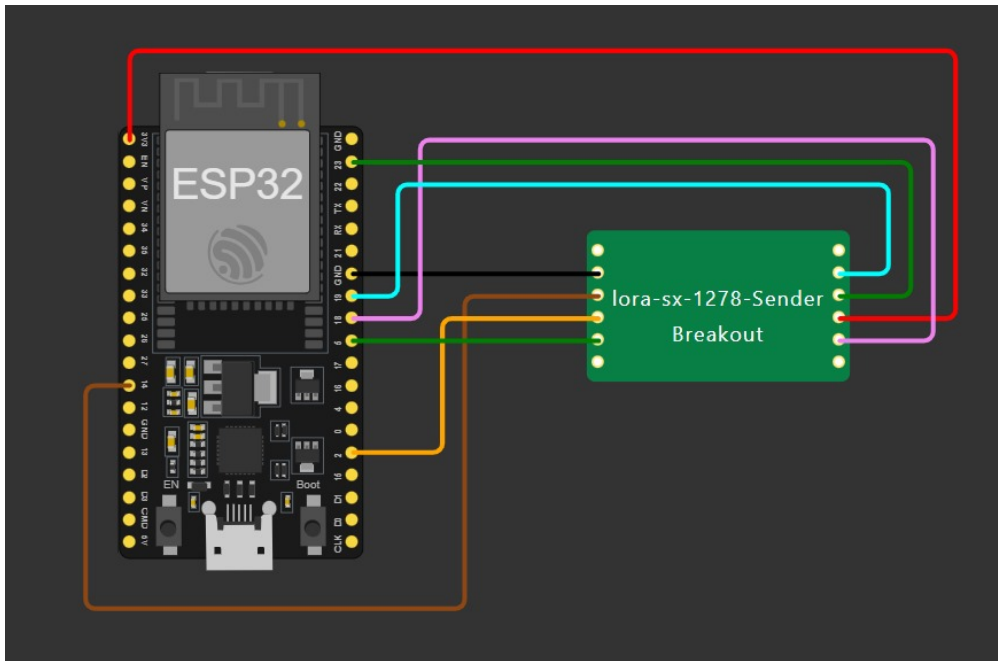 ESP32
3V3
EN
VP
VN
34
35
32
33
25
26
27
14
12
GND
13
D2
D3
CMD
5V
GND
23
22
TX
RX
21
GND
19
18
5
17
16
4
0
2
15
D1
D0
CLK
EN
Boot
lora-sx-1278-Sender
Breakout